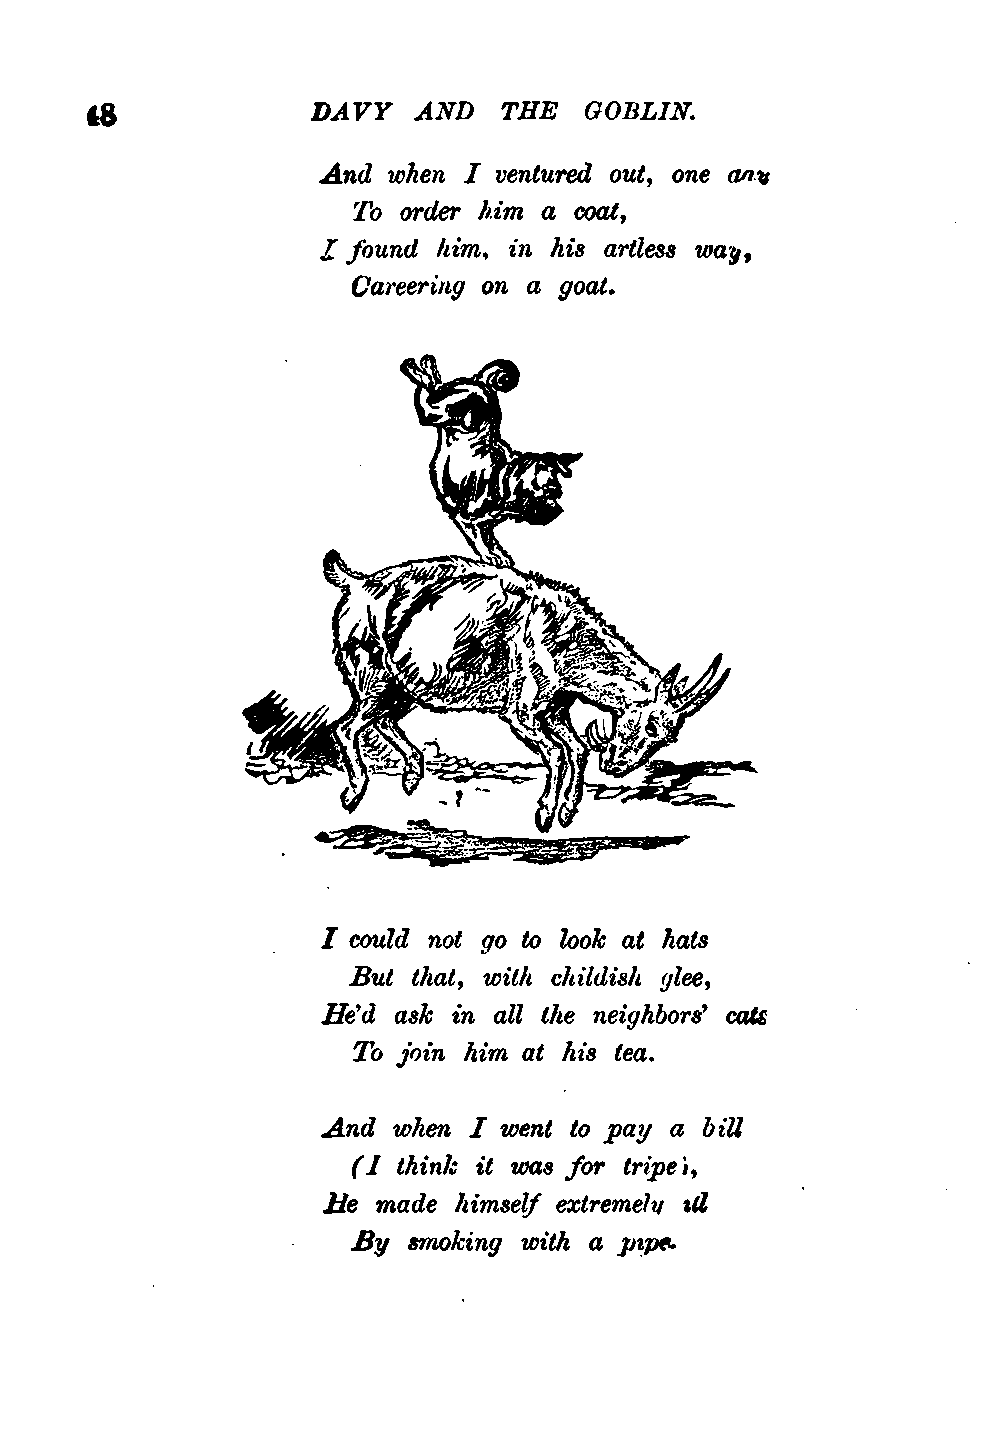 48 DAVY AND THE GOBLIN.
And when I ventured out, one day
To order him a coat,
I found him, in his artless way,
Careering on a goat.
I could not go to look at hats
But that, with childish glee,
He'd ask in all the neighbors' cats
To join him at his tea.
And when I went to pay a bill
(I think it was for tripe),
He made himself extremely ill
By smoking with a pipe.